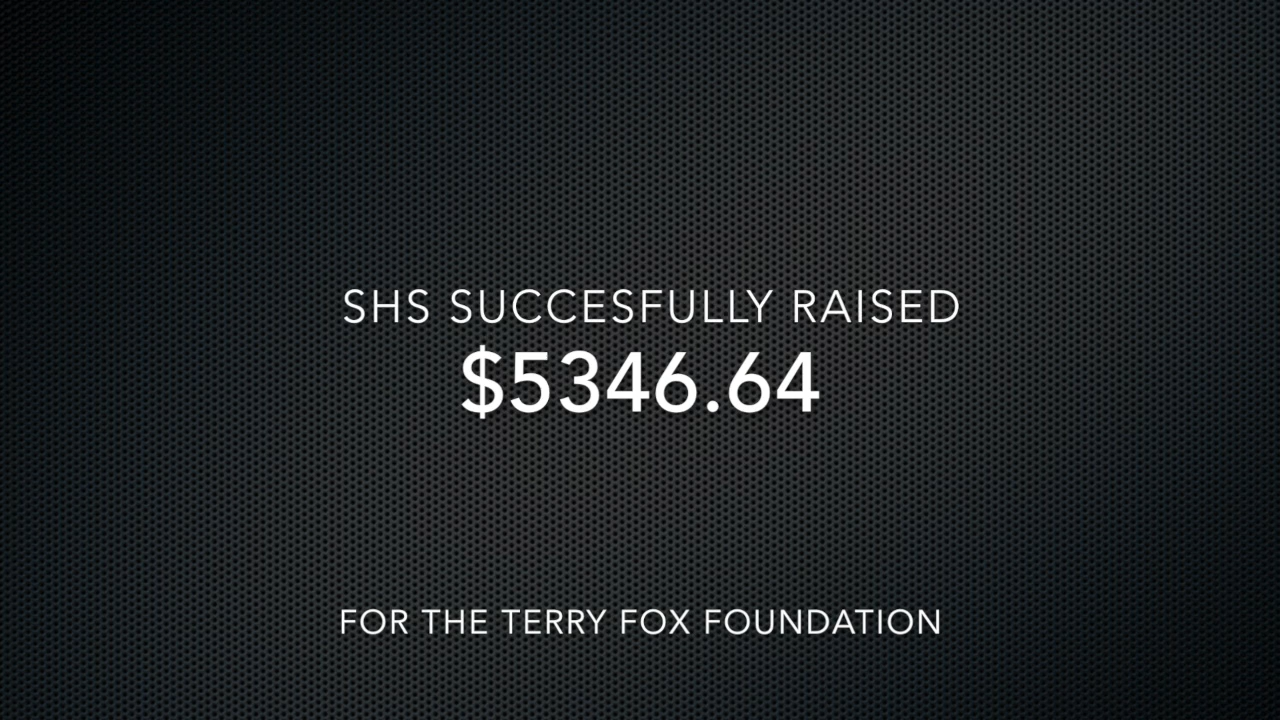 SHS SUCCESFULLY RAISED
$5346.64
FOR THE TERRY FOX FOUNDATION